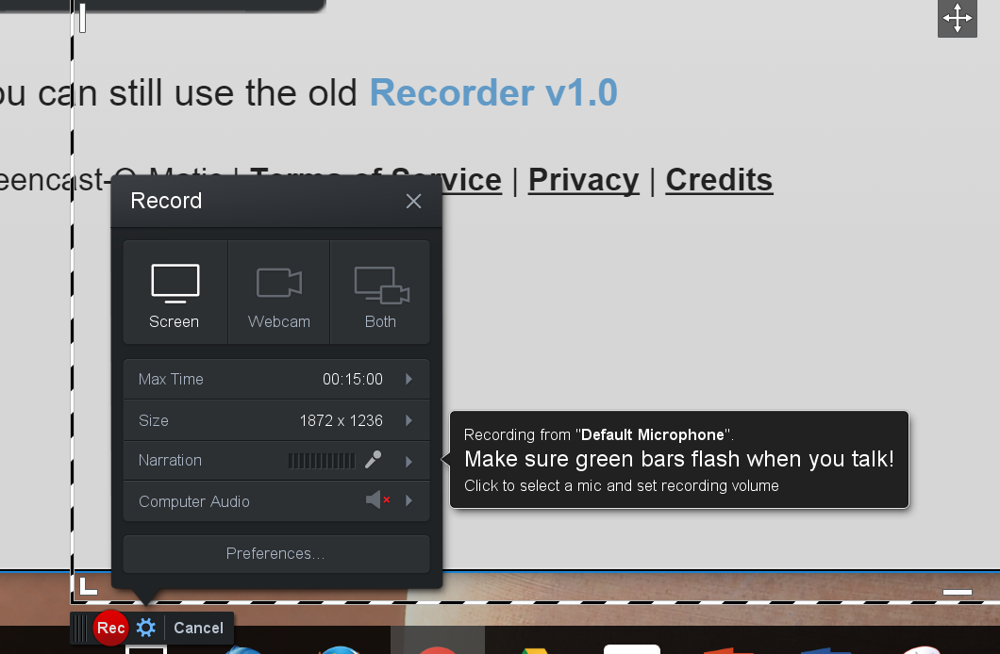 ou can still use the old Recorder v1.0
eencast-O-Matic | Terms of Service | Privacy | Credits
Record
Screen
Webcam
Both
Max Time 00:15:00
Size 1872 x 1236
Narration
Computer Audio
Preferences...
Recording from "Default Microphone".
Make sure green bars flash when you talk!
Click to select a mic and set recording volume
Rec
Cancel